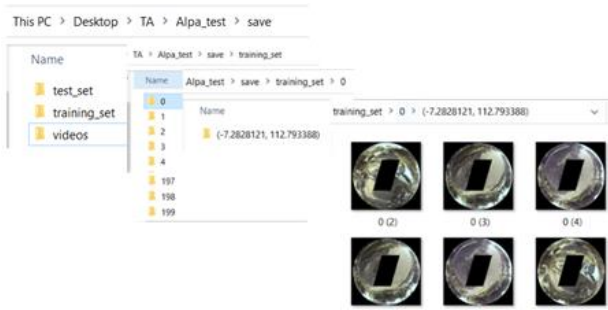 This PC > Desktop > TA > Alpa_test > save
Name
test_set
training_set
videos
TA > Alpa_test > save > training_set
Name
0
1
2
3
4
197
198
199
Alpa_test > save > training_set > 0
Name
(-7.2828121, 112.793388)
training_set > 0 > (-7.2828121, 112.793388)
0 (2)
0 (3)
0 (4)